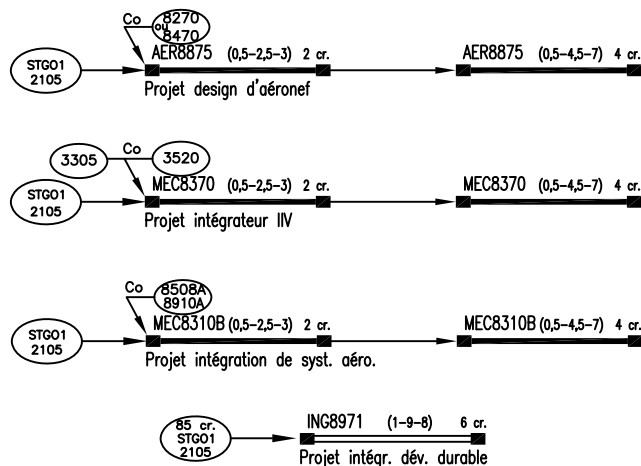 Co
8270
ou
8470
AER8875 (0,5-2,5-3) 2 cr.
AER8875 (0,5-4,5-7) 4 cr.
STG01
2105
Projet design d'aéronef
3305
Co
3520
MEC8370 (0,5-2,5-3) 2 cr.
MEC8370 (0,5-4,5-7) 4 cr.
STG01
2105
Projet intégrateur IIV
Co
8508A
8910A
MEC8310B (0,5-2,5-3) 2 cr.
MEC8310B (0,5-4,5-7) 4 cr.
STG01
2105
Projet intégration de syst. aéro.
85 cr.
STG01
2105
ING8971 (1-9-8) 6 cr.
Projet intégr. dév. durable